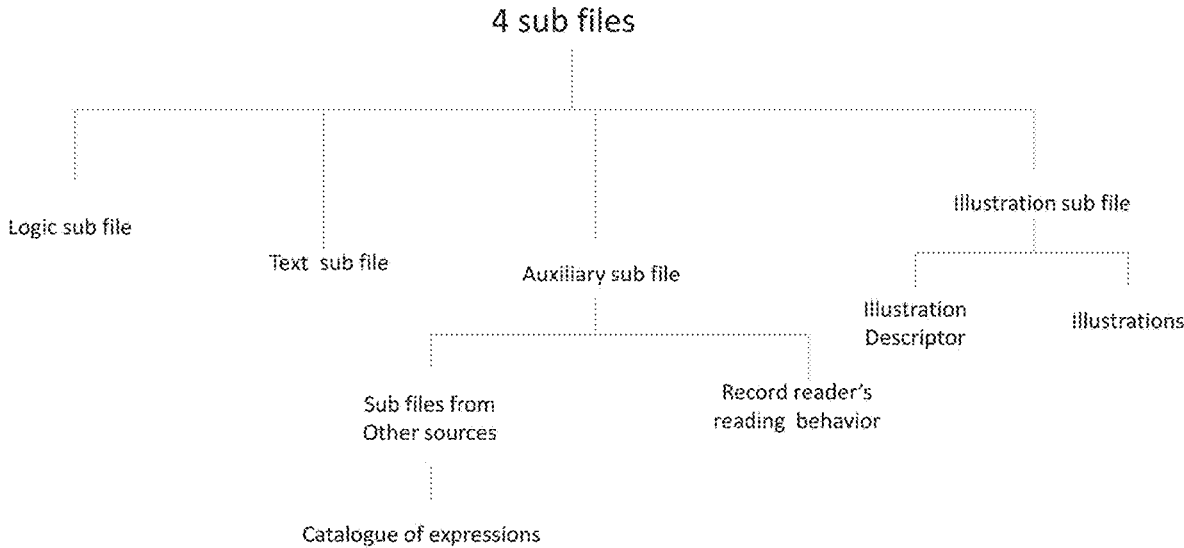 4 sub files
Logic sub file
Text sub file
Auxiliary sub file
Illustration sub file
Illustration
Descriptor
Illustrations
Sub files from
Other sources
Record reader's
reading behavior
Catalogue of expressions